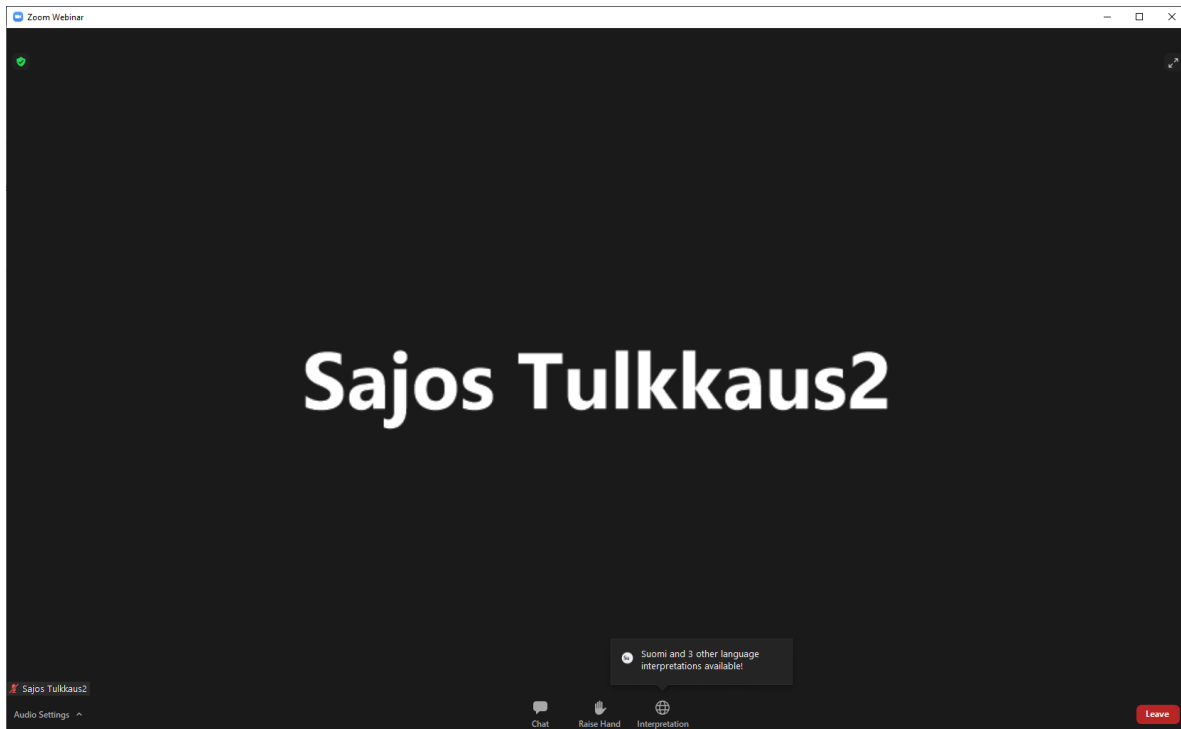 Zoom Webinar
Sajos Tulkkaus2
Suomi and 3 other language
interpretations available!
Sajos Tulkkaus2
Audio Settings
Chat
Raise Hand
Interpretation
Leave